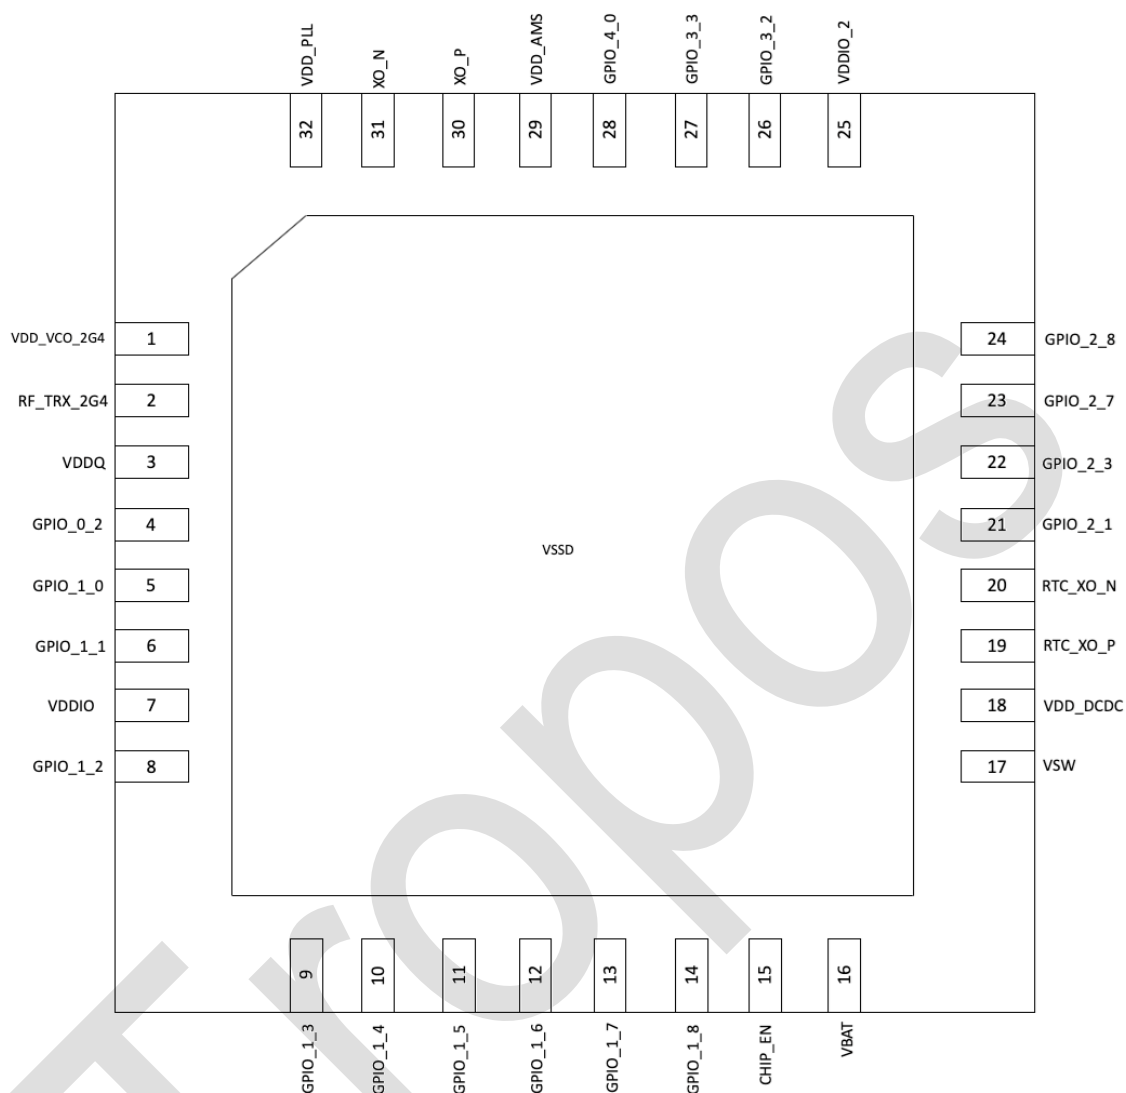 VDD_PLL
XO_N
XO_P
VDD_AMS
GPIO_4_0
GPIO_3_3
GPIO_3_2
VDDIO_2
32
31
30
29
28
27
26
25
VDD_VCO_2G4 1
24 GPIO_2_8
RF_TRX_2G4 2
23 GPIO_2_7
VDDQ 3
22 GPIO_2_3
GPIO_0_2 4
21 GPIO_2_1
VSSD
GPIO_1_0 5
20 RTC_XO_N
GPIO_1_1 6
19 RTC_XO_P
VDDIO 7
18 VDD_DCDC
GPIO_1_2 8
17 VSW
9
10
11
12
13
14
15
16
GPIO_1_3
GPIO_1_4
GPIO_1_5
GPIO_1_6
GPIO_1_7
GPIO_1_8
CHIP_EN
VBAT
Tropos